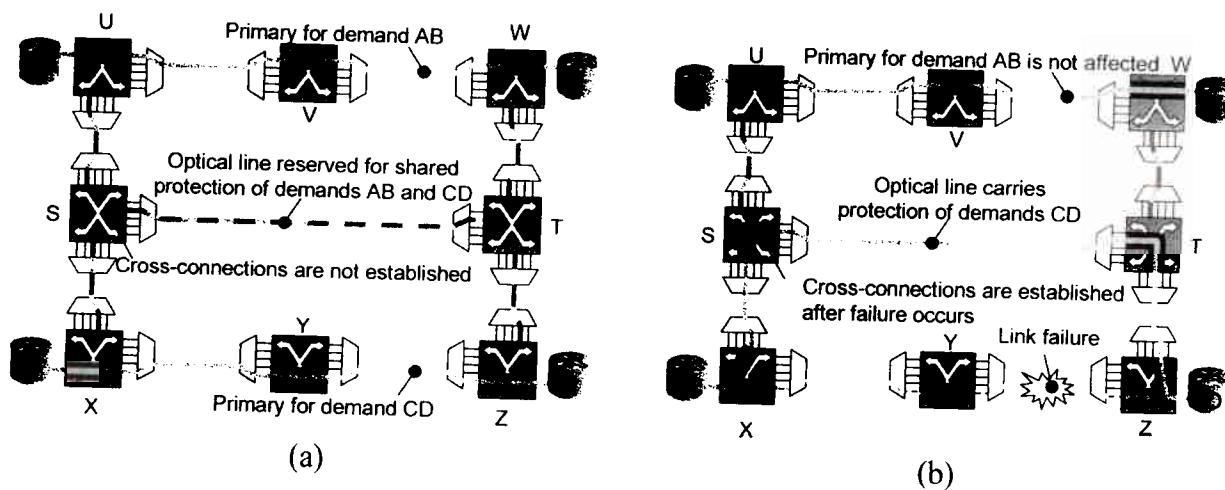 U
Primary for demand AB
W
V
Optical line reserved for shared
protection of demands AB and CD
S
T
Cross-connections are not established
Y
X
Primary for demand CD
Z
(a)
U
Primary for demand AB is not affected W
V
Optical line carries
protection of demands CD
S
T
Cross-connections are established
after failure occurs
Y
Link failure
X
Z
(b)